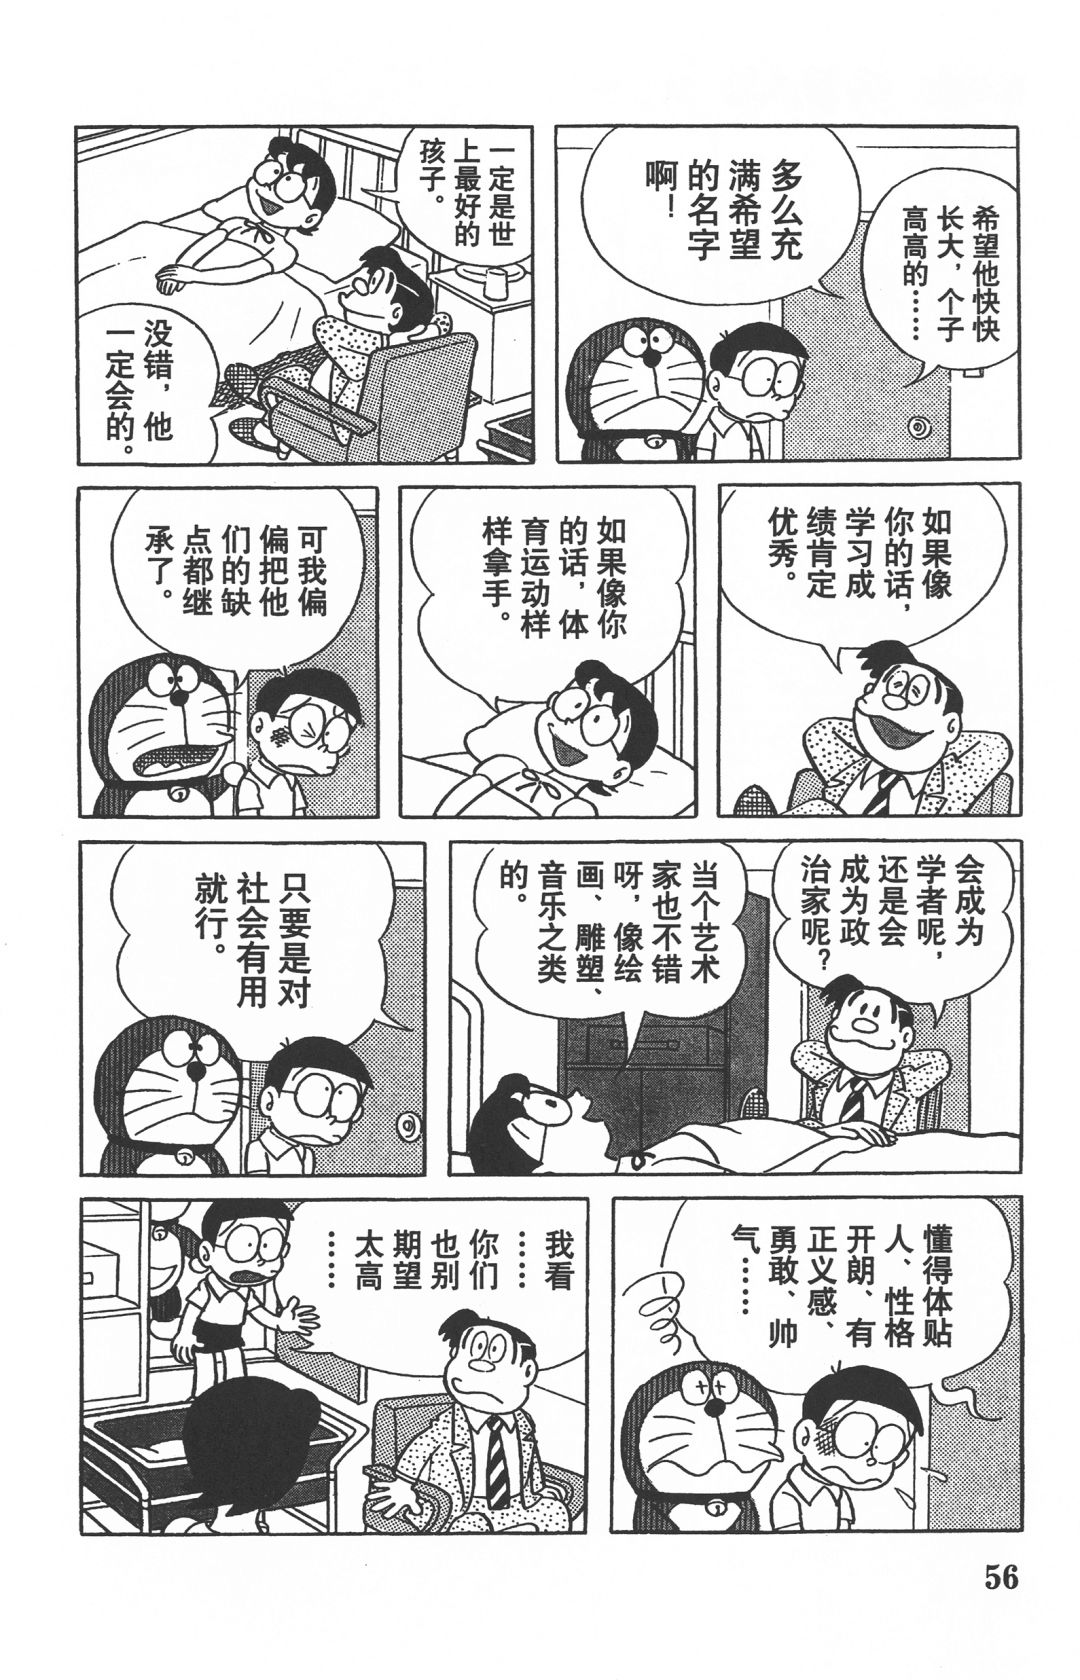 希望他快快
长大，个子
高高的……
多么充
满希望
的名字
啊！
一定是世
上最好的
孩子。
没错，他
一定会的。
如果像
你的话，
学习成
绩肯定
优秀。
如果像你
的话，体
育运动样
样拿手。
可我偏
偏把他
们的缺
点都继
承了。
会成为
学者呢，
还是会
成为政
治家呢？
当个艺术
家也不错
呀，像绘
画、雕塑、
音乐之类
的。
只要是对
社会有用
就行。
懂得体贴
人、性格
开朗、有
正义感、
勇敢、帅
气……
我看
……
你们
也别
期望
太高
……
56